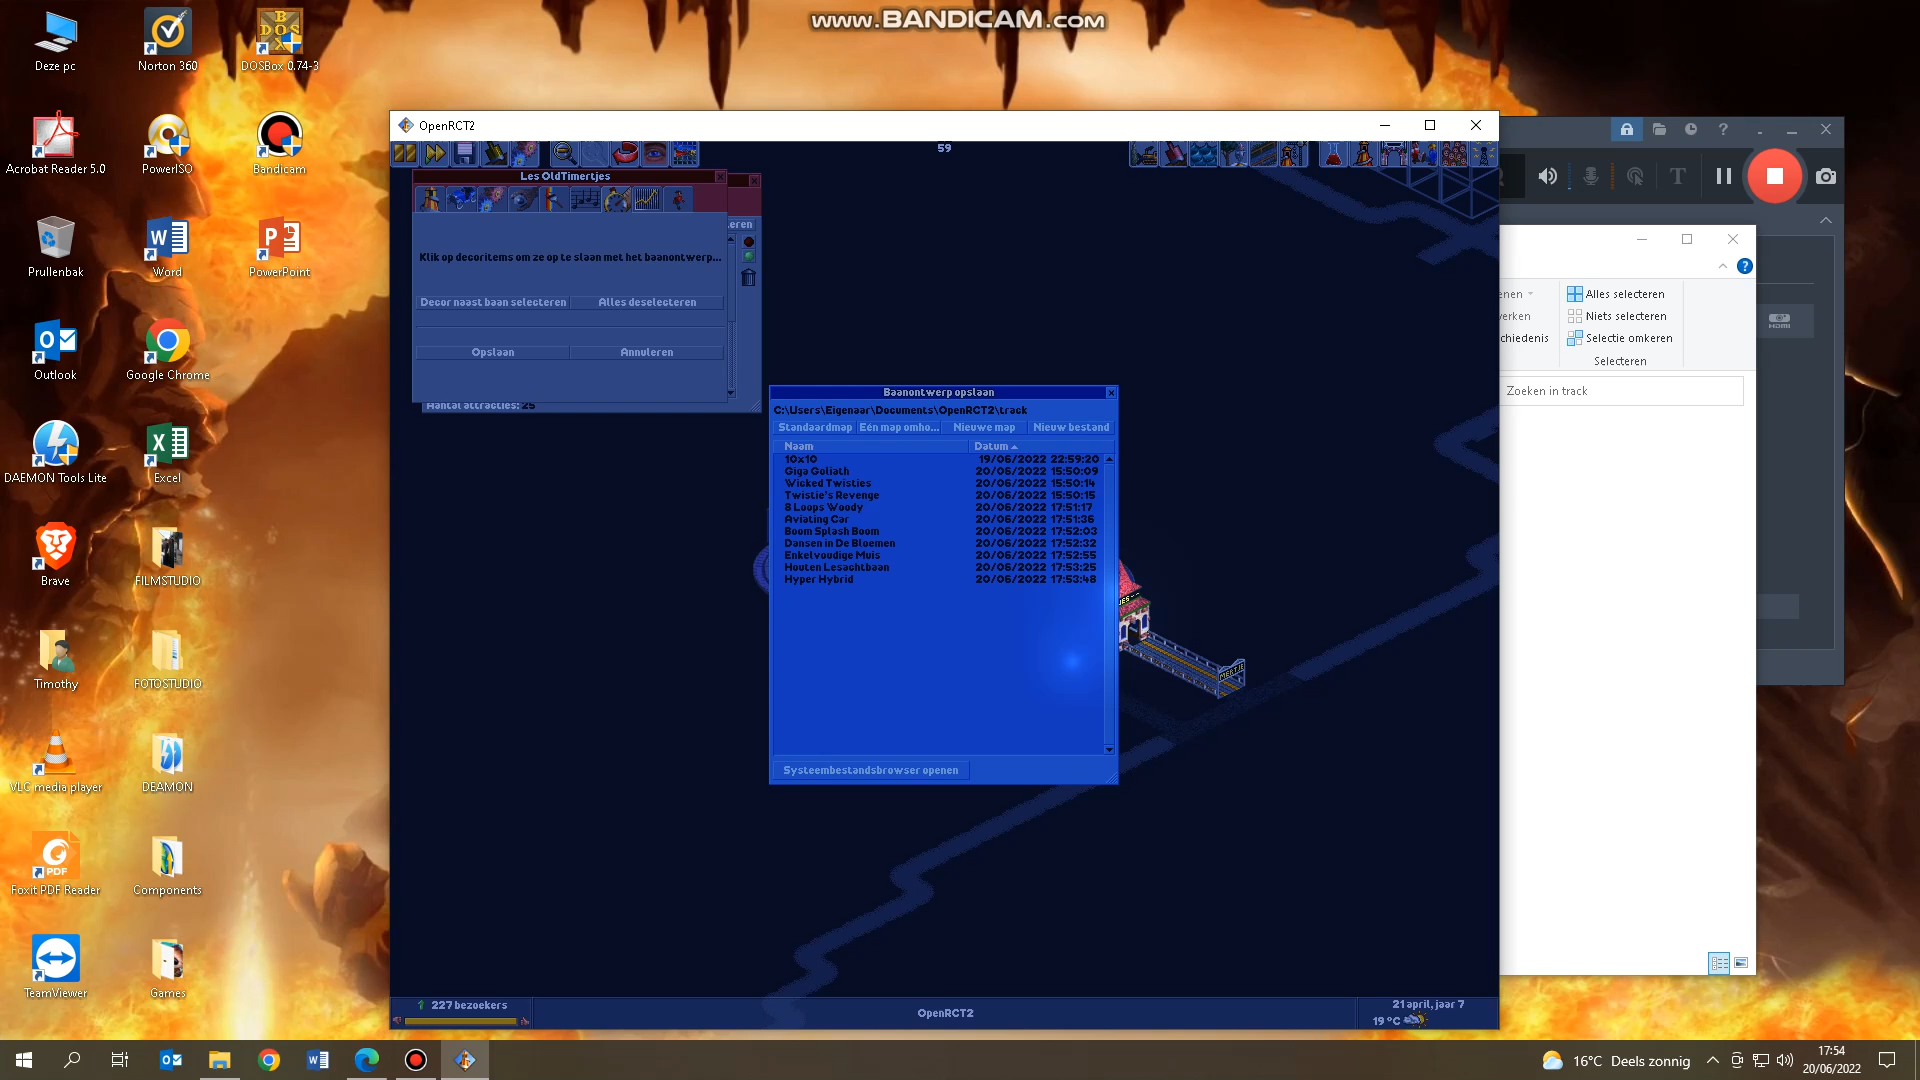 www.BANDICAM.com
Deze pc
Norton 360
DOSBox 0.74-3
Acrobat Reader 5.0
PowerISO
Bandicam
Prullenbak
Word
PowerPoint
Outlook
Google Chrome
DAEMON Tools Lite
Excel
Brave
FILMSTUDIO
Timothy
FOTOSTUDIO
VLC media player
DEAMON
Foxit PDF Reader
Components
TeamViewer
Games
OpenRCT2
59
Les OldTimertjes
Klik op decoritems om ze op te slaan met het baanontwerp...
Decor naast baan selecteren
Alles deselecteren
Opslaan
Annuleren
Aantal attracties: 25
Baanontwerp opslaan
C:\Users\Eigenaar\Documents\OpenRCT2\track
Standaardmap
Eén map omho...
Nieuwe map
Nieuw bestand
Naam
Datum
10x10 19/06/2022 22:59:20
Giga Goliath 20/06/2022 15:50:09
Wicked Twisties 20/06/2022 15:50:14
Twistie's Revenge 20/06/2022 15:50:15
8 Loops Woody 20/06/2022 17:51:17
Aviating Car 20/06/2022 17:51:36
Boom Splash Boom 20/06/2022 17:52:03
Dansen in De Bloemen 20/06/2022 17:52:32
Enkelvoudige Muis 20/06/2022 17:52:55
Houten Lesachtbaan 20/06/2022 17:53:25
Hyper Hybrid 20/06/2022 17:53:48
Systeembestandsbrowser openen
227 bezoekers
OpenRCT2
21 april, jaar 7
19 °C
Alles selecteren
Niets selecteren
Selectie omkeren
Selecteren
Zoeken in track
HDMI
16°C Deels zonnig
17:54
20/06/2022